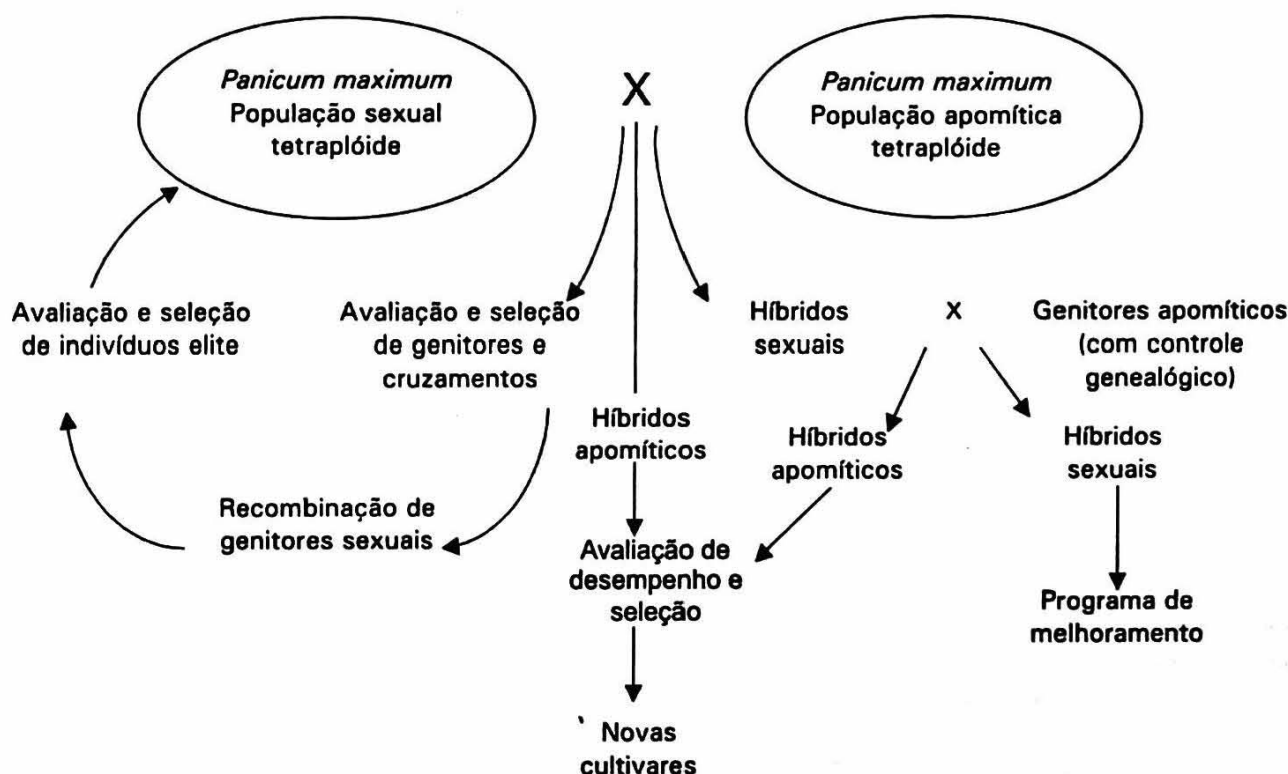 Panicum maximum
População sexual
tetraplóide
X
Panicum maximum
População apomítica
tetraplóide
Avaliação e seleção
de indivíduos elite
Avaliação e seleção
de genitores e
cruzamentos
Híbridos
sexuais
x
Genitores apomíticos
(com controle
genealógico)
Híbridos
apomíticos
Híbridos
apomíticos
Híbridos
sexuais
Recombinação de
genitores sexuais
Avaliação de
desempenho e
seleção
Programa de
melhoramento
Novas
cultivares